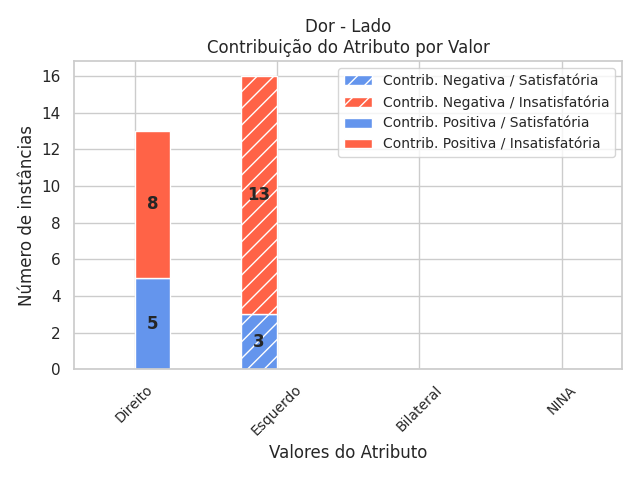 Dor - Lado
Contribuição do Atributo por Valor
Número de instâncias
16
14
12
10
8
6
4
2
0
Contrib. Negativa / Satisfatória
Contrib. Negativa / Insatisfatória
Contrib. Positiva / Satisfatória
Contrib. Positiva / Insatisfatória
8
5
13
3
Direito
Esquerdo
Bilateral
NINA
Valores do Atributo